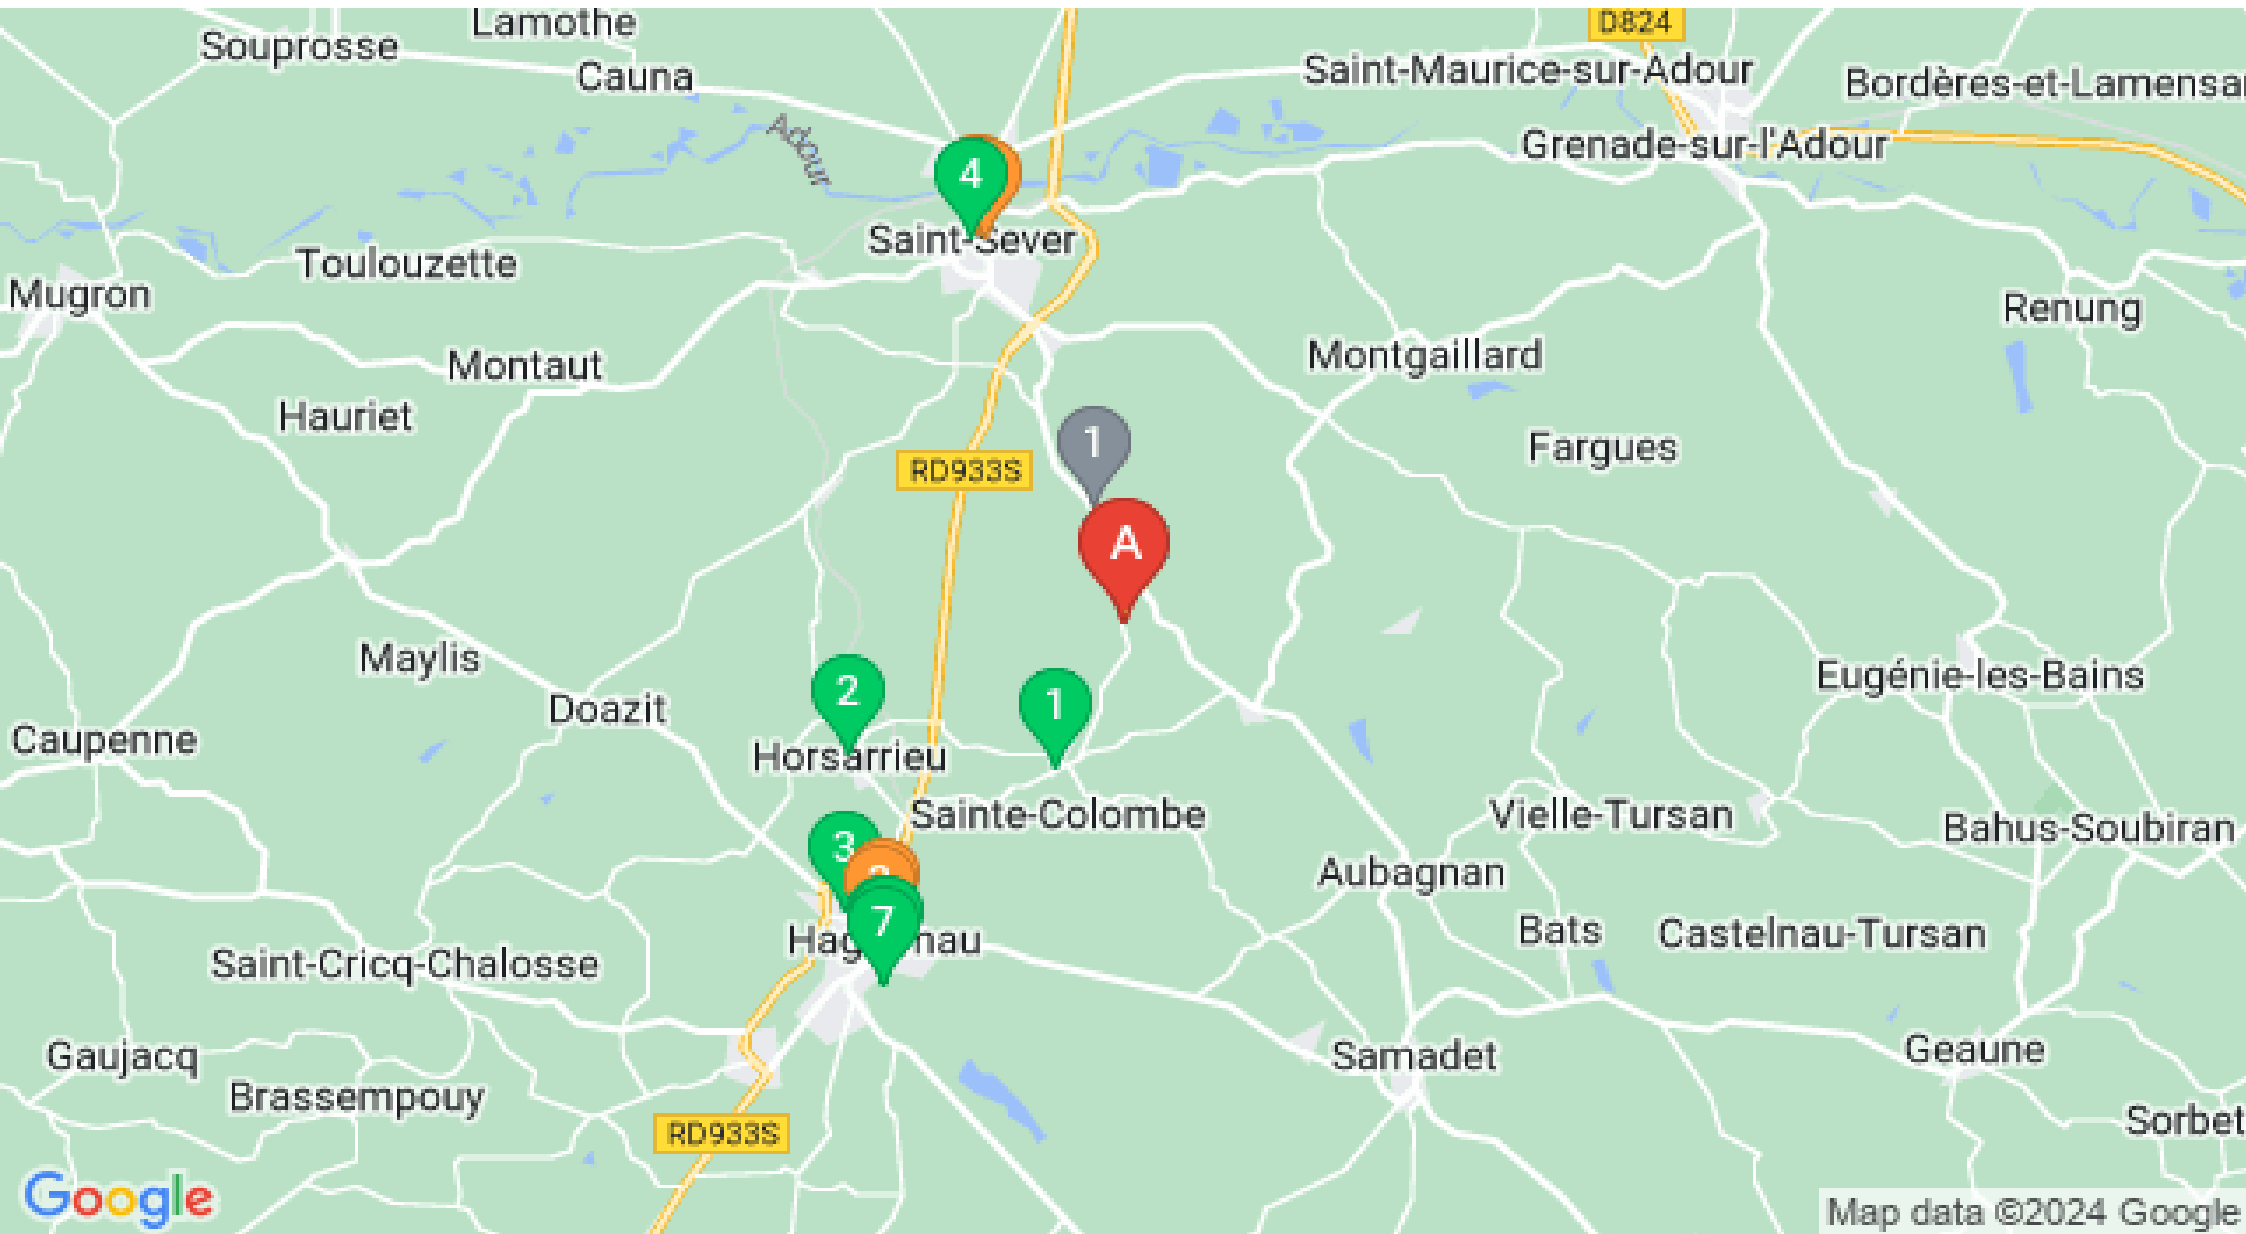 Lamothe
D824
Souprosse
Cauna
Saint-Maurice-sur-Adour
Bordères-et-Lamensa
Adour
Grenade-sur-l'Adour
4
Saint-Sever
Toulouzette
Mugron
Renung
Montgaillard
Montaut
Hauriet
1
Fargues
RD933S
A
Maylis
Eugénie-les-Bains
2
1
Doazit
Caupenne
Horsarrieu
Sainte-Colombe
Vielle-Tursan
Bahus-Soubiran
3
Aubagnan
7
Bats
Castelnau-Tursan
Hag nau
Saint-Cricq-Chalosse
Gaujacq
Samadet
Geaune
Brassempouy
Sorbet
RD933S
Google
Map data ©2024 Google